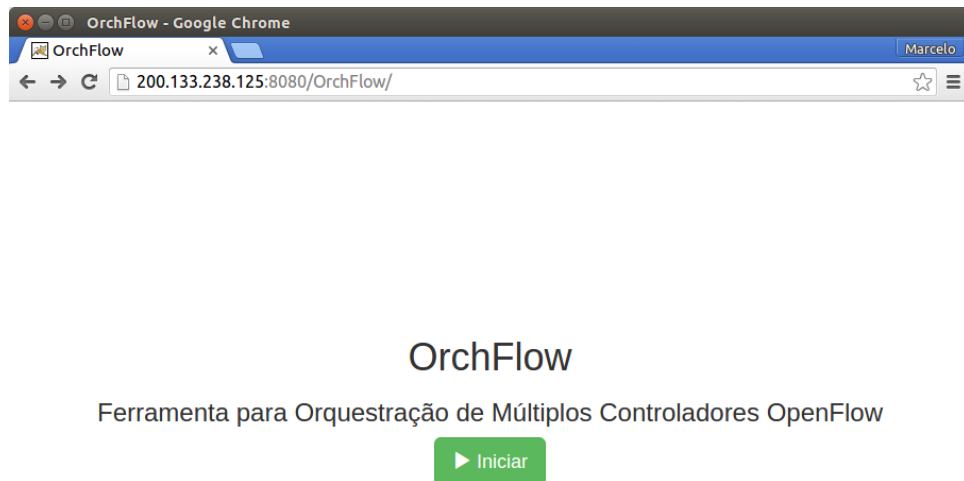 OrchFlow - Google Chrome
OrchFlow
Marcelo
200.133.238.125:8080/OrchFlow/
OrchFlow
Ferramenta para Orquestração de Múltiplos Controladores OpenFlow
Iniciar